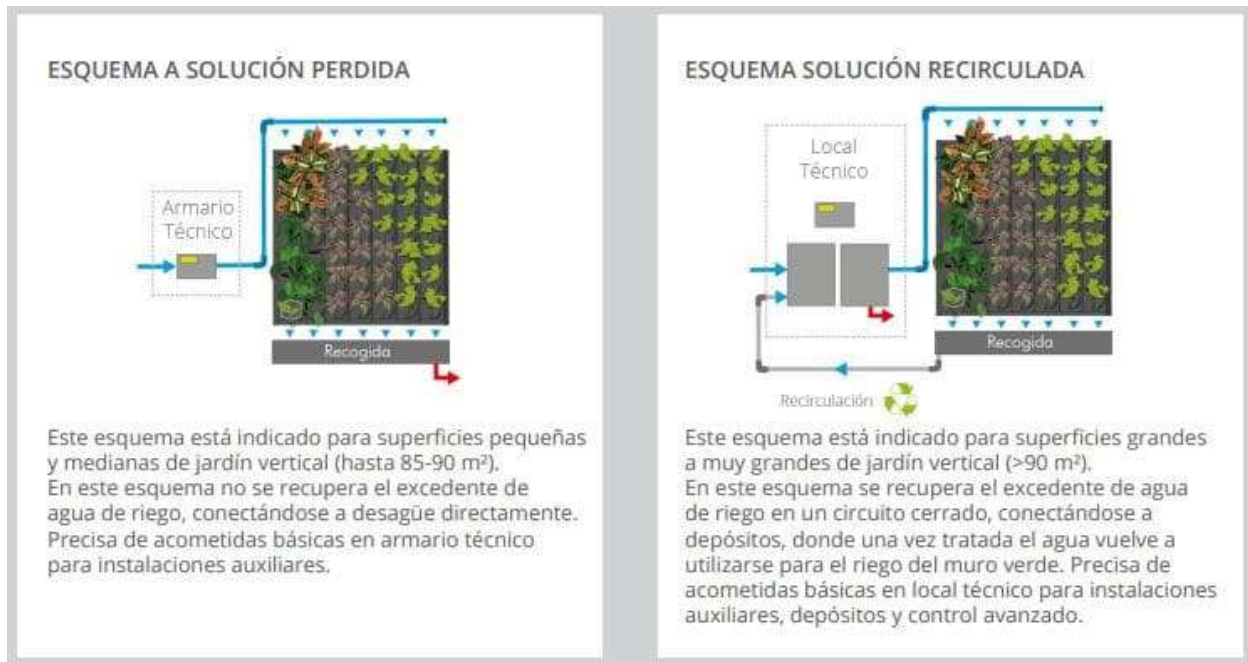 ESQUEMA A SOLUCIÓN PERDIDA
Armario
Técnico
Recogida
Este esquema está indicado para superficies pequeñas
y medianas de jardín vertical (hasta 85-90 m²).
En este esquema no se recupera el excedente de
agua de riego, conectándose a desagüe directamente.
Precisa de acometidas básicas en armario técnico
para instalaciones auxiliares.
ESQUEMA SOLUCIÓN RECIRCULADA
Local
Técnico
Recogida
Recirculación
Este esquema está indicado para superficies grandes
a muy grandes de jardín vertical (>90 m²).
En este esquema se recupera el excedente de agua
de riego en un circuito cerrado, conectándose a
depósitos, donde una vez tratada el agua vuelve a
utilizarse para el riego del muro verde. Precisa de
acometidas básicas en local técnico para instalaciones
auxiliares, depósitos y control avanzado.